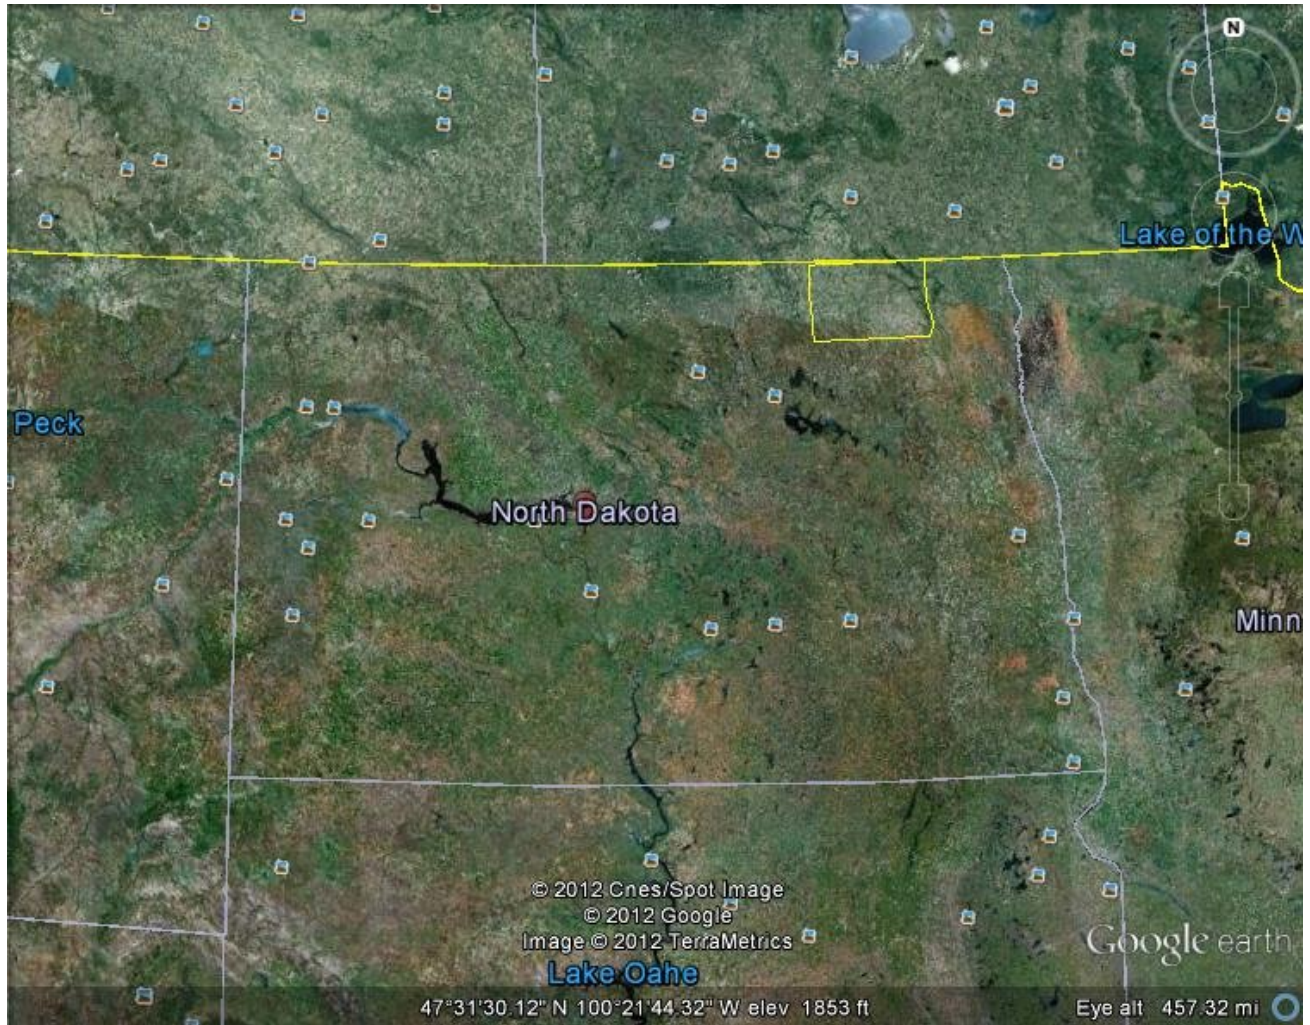 N
Lake of the W
Peck
North Dakota
Minn
© 2012 Cnes/Spot Image
© 2012 Google
Image © 2012 TerraMetrics
Google earth
Lake Oahe
47°31'30.12" N 100°21'44.32" W elev 1853 ft
Eye alt 457.32 mi